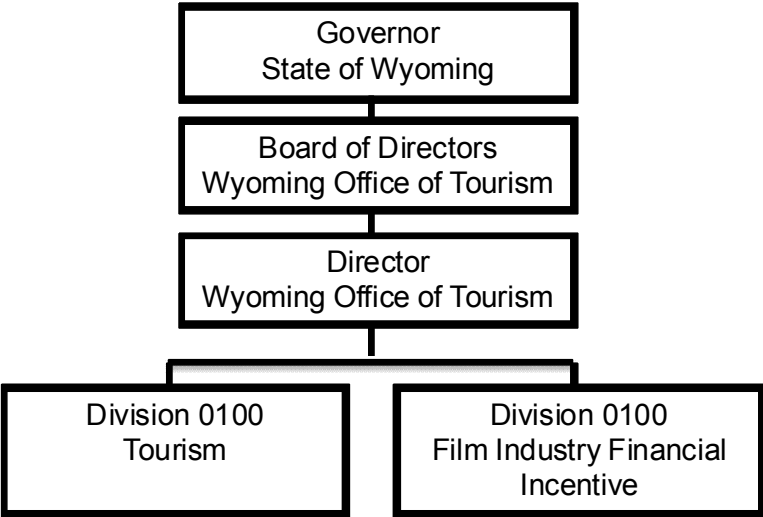 Governor
State of Wyoming
Board of Directors
Wyoming Office of Tourism
Director
Wyoming Office of Tourism
Division 0100
Tourism
Division 0100
Film Industry Financial
Incentive